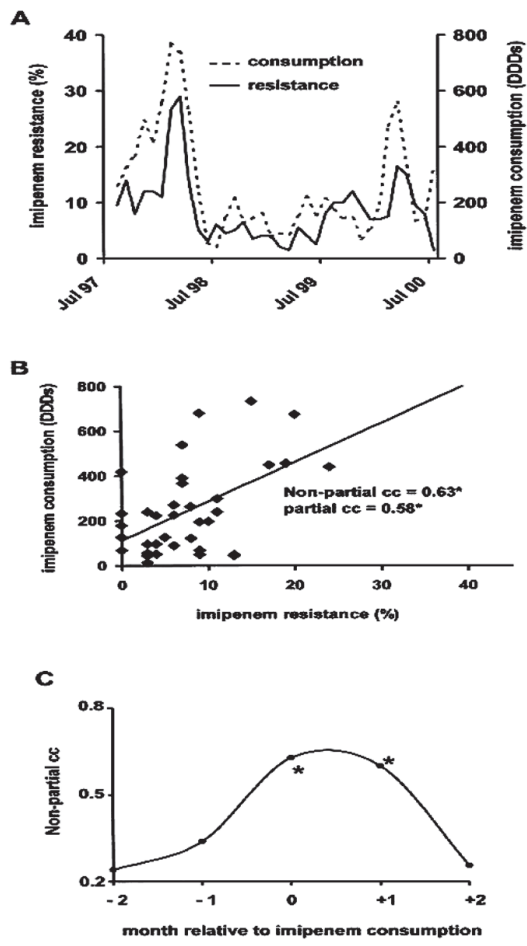 A
imipenem resistance (%)
40
30
20
10
0
consumption
resistance
800
600
400
200
0
imipenem consumption (DDDs)
Jul 97
Jul 98
Jul 99
Jul 00
B
imipenem consumption (DDDs)
800
600
400
200
0
Non-partial cc = 0.63*
partial cc = 0.58*
0
10
20
30
40
imipenem resistance (%)
C
Non-partial cc
0.8
0.5
0.2
*
*
- 2
- 1
0
+1
+2
month relative to imipenem consumption